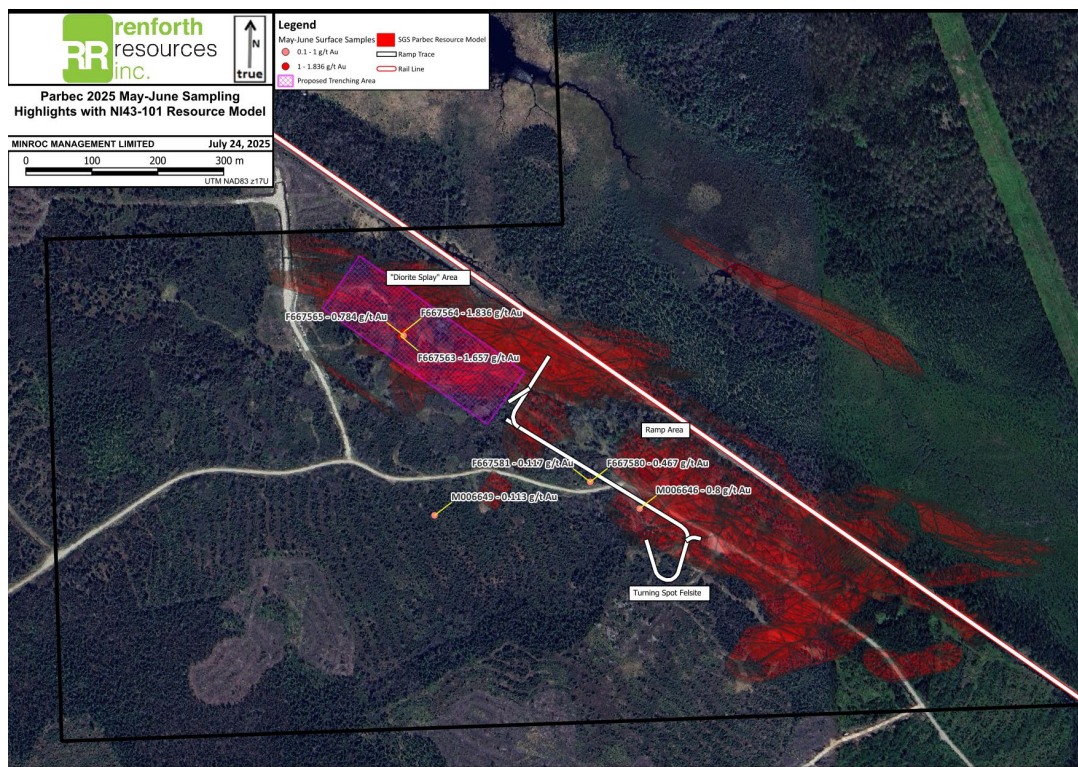 renforth
resources
inc.
RR
N
true
Parbec 2025 May-June Sampling
Highlights with NI43-101 Resource Model
MINROC MANAGEMENT LIMITED July 24, 2025
0 100 200 300 m
UTM NAD83 z17U
Legend
May-June Surface Samples
0.1 - 1 g/t Au
1 - 1.836 g/t Au
Proposed Trenching Area
SGS Parbec Resource Model
Ramp Trace
Rail Line
"Diorite Splay" Area
F667565 - 0.784 g/t Au
F667564 - 1.836 g/t Au
F667563 - 1.657 g/t Au
Ramp Area
F667581 - 0.117 g/t Au
F667580 - 0.467 g/t Au
M006649 - 0.113 g/t Au
M006646 - 0.8 g/t Au
Turning Spot Felsite